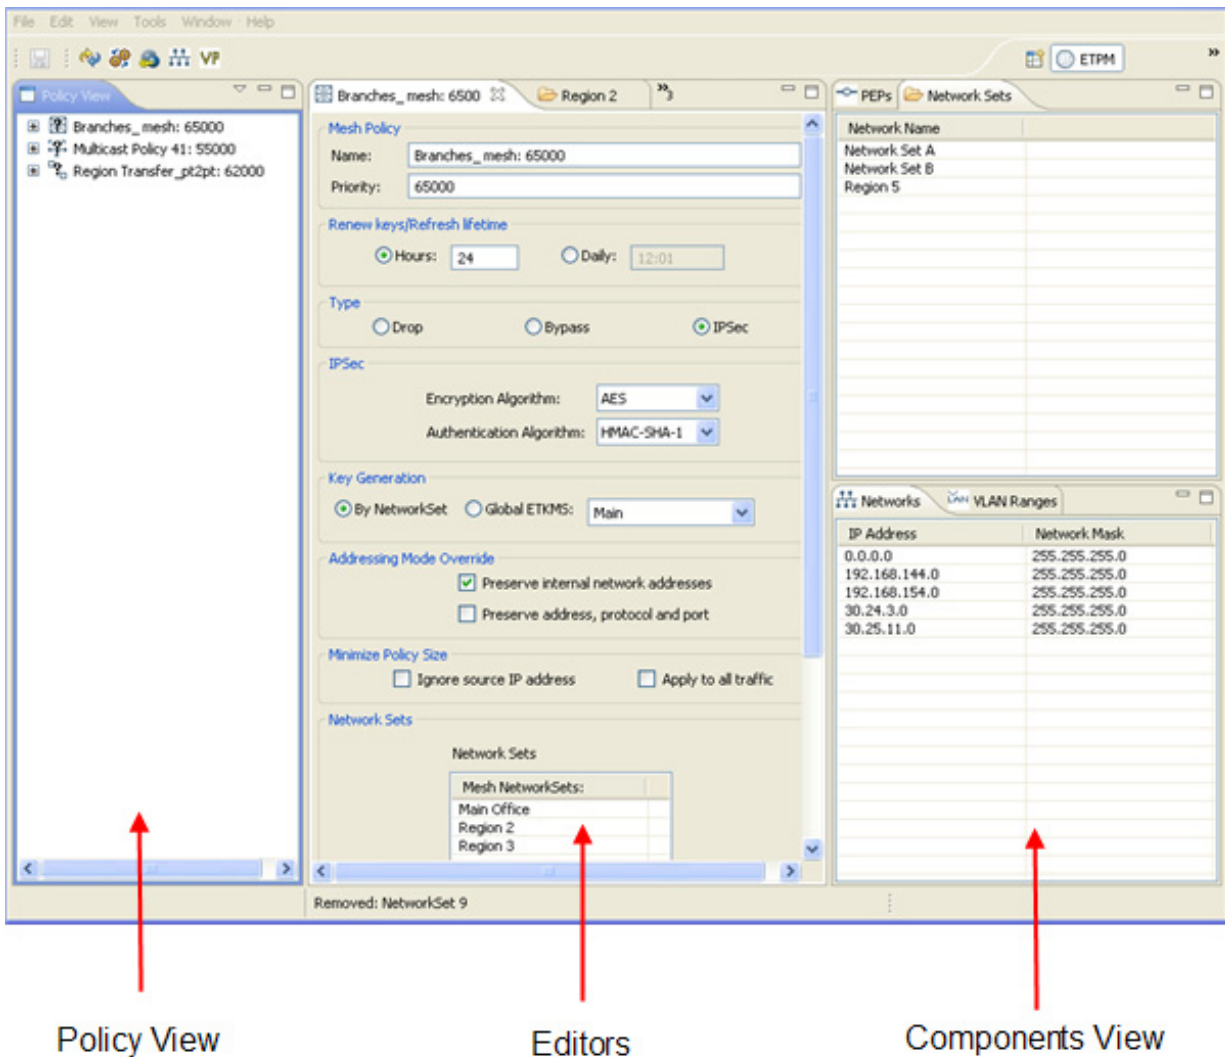 File Edit View Tools Window Help
VP
ETPM
Policy View
Branches_mesh: 65000
Multicast Policy 41: 55000
Region Transfer_pt2pt: 62000
Branches_mesh: 6500
Region 2
»3
Mesh Policy
Name: Branches_mesh: 65000
Priority: 65000
Renew keys/Refresh lifetime
Hours: 24 Daily: 12:01
Type
Drop Bypass IPSec
IPSec
Encryption Algorithm: AES
Authentication Algorithm: HMAC-SHA-1
Key Generation
By NetworkSet Global ETKMS: Main
Addressing Mode Override
Preserve internal network addresses
Preserve address, protocol and port
Minimize Policy Size
Ignore source IP address Apply to all traffic
Network Sets
Network Sets
Mesh NetworkSets:
Main Office
Region 2
Region 3
PEPs Network Sets
Network Name
Network Set A
Network Set B
Region 5
Networks VLAN VLAN Ranges
IP Address Network Mask
0.0.0.0 255.255.255.0
192.168.144.0 255.255.255.0
192.168.154.0 255.255.255.0
30.24.3.0 255.255.255.0
30.25.11.0 255.255.255.0
Removed: NetworkSet 9
Policy View
Editors
Components View